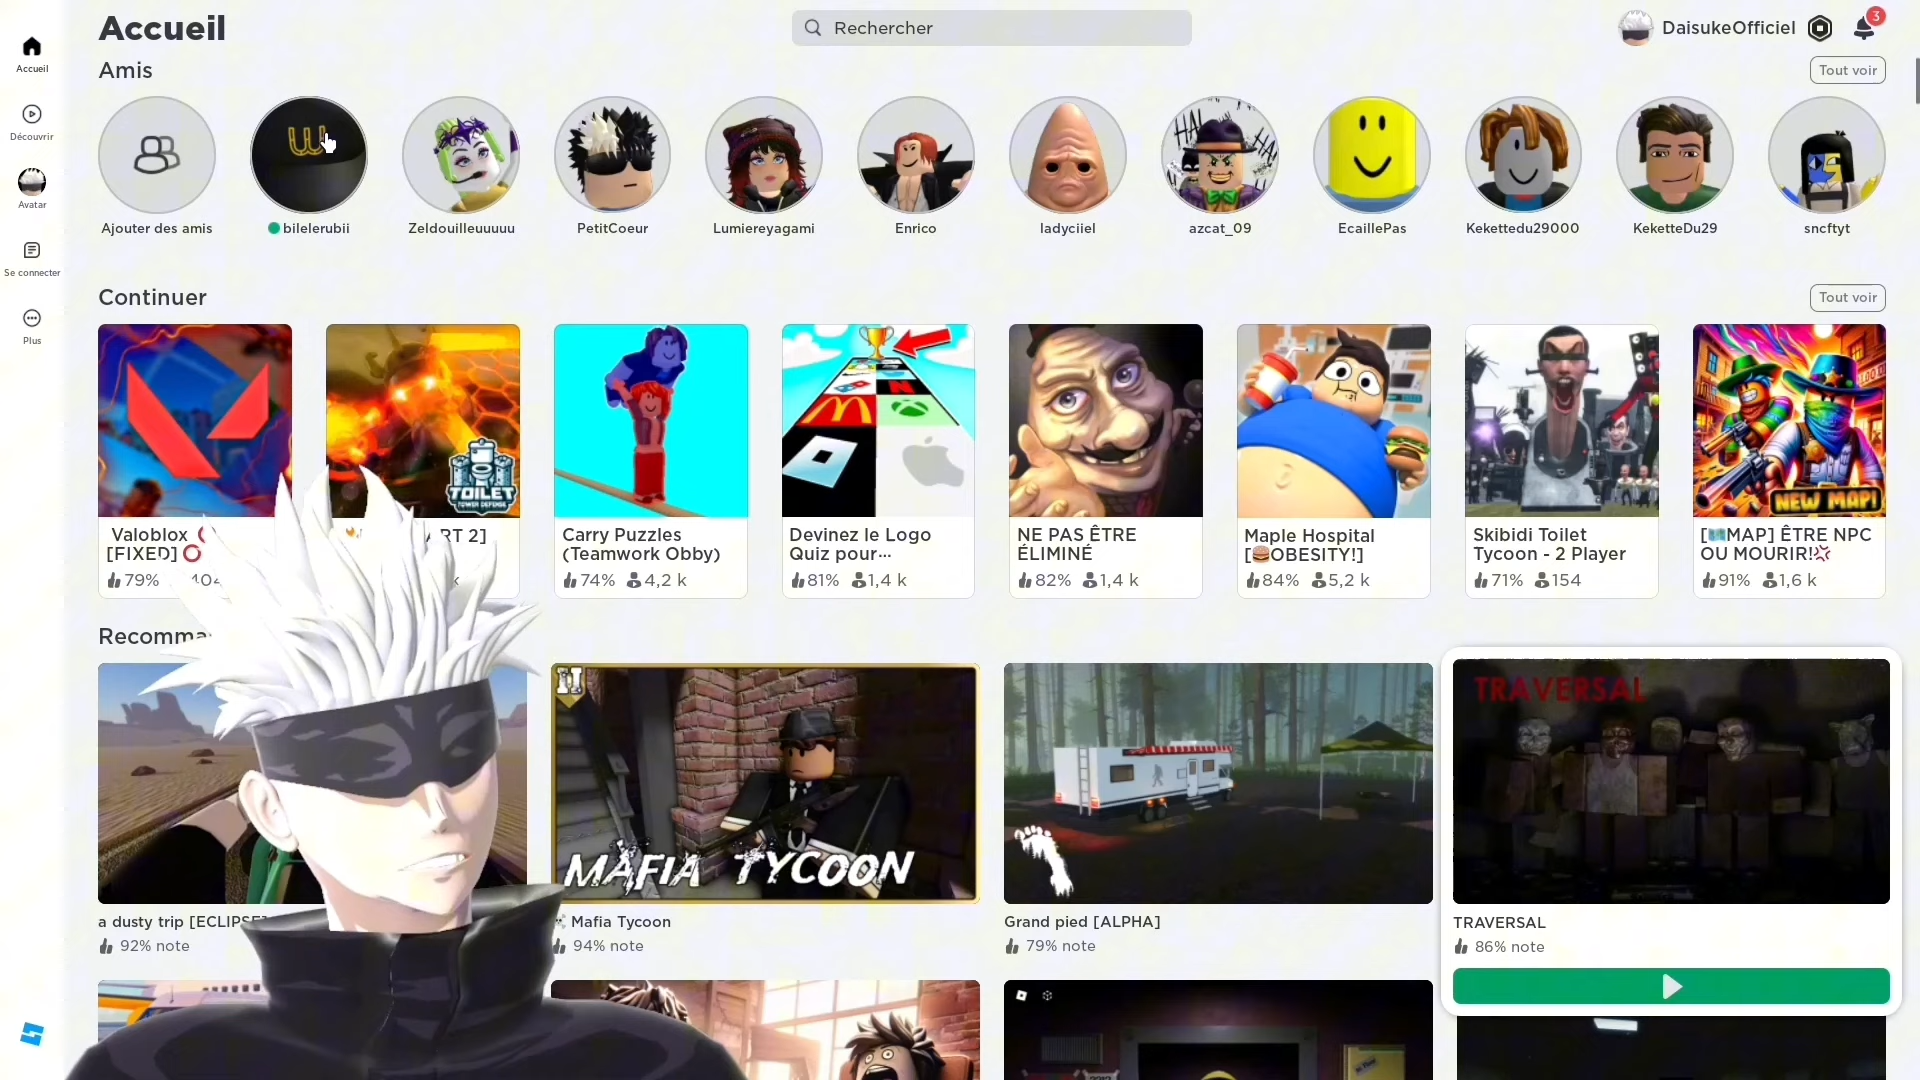 Accueil
Rechercher
DaisukeOfficiel
3
Accueil
Découvrir
Avatar
Se connecter
Plus
Amis
Tout voir
Ajouter des amis
bilelerubii
Zeldouilleuuuuu
PetitCoeur
Lumiereyagami
Enrico
ladyciiel
azcat_09
EcaillePas
Kekettedu29000
KeketteDu29
sncftyt
Continuer
Tout voir
TOILET
TOWER DEFENSE
NEW MAP!
Valoblox
[FIXED]
79%
RT 2]
k
Carry Puzzles
(Teamwork Obby)
74% 4,2 k
Devinez le Logo
Quiz pour...
81% 1,4 k
NE PAS ÊTRE
ÉLIMINÉ
82% 1,4 k
Maple Hospital
[🍔OBESITY!]
84% 5,2 k
Skibidi Toilet
Tycoon - 2 Player
71% 154
[🗺️MAP] ÊTRE NPC
OU MOURIR!💢
91% 1,6 k
Recomma
MAFIA TYCOON
TRAVERSAL
a dusty trip [ECLIPSE]
92% note
Mafia Tycoon
94% note
Grand pied [ALPHA]
79% note
TRAVERSAL
86% note